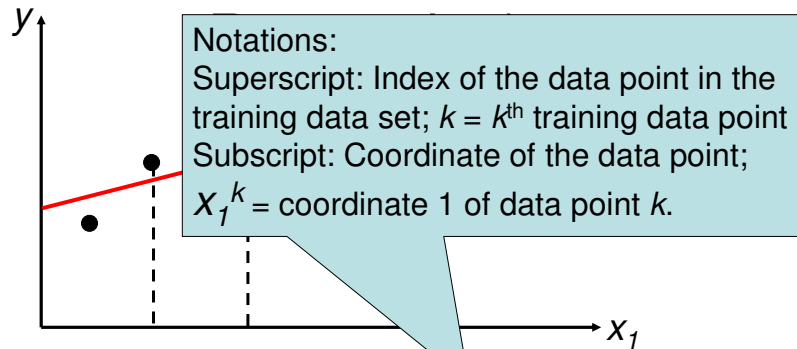 y
Notations:
Superscript: Index of the data point in the
training data set; k = kth training data point
Subscript: Coordinate of the data point;
x1k = coordinate 1 of data point k.
x1